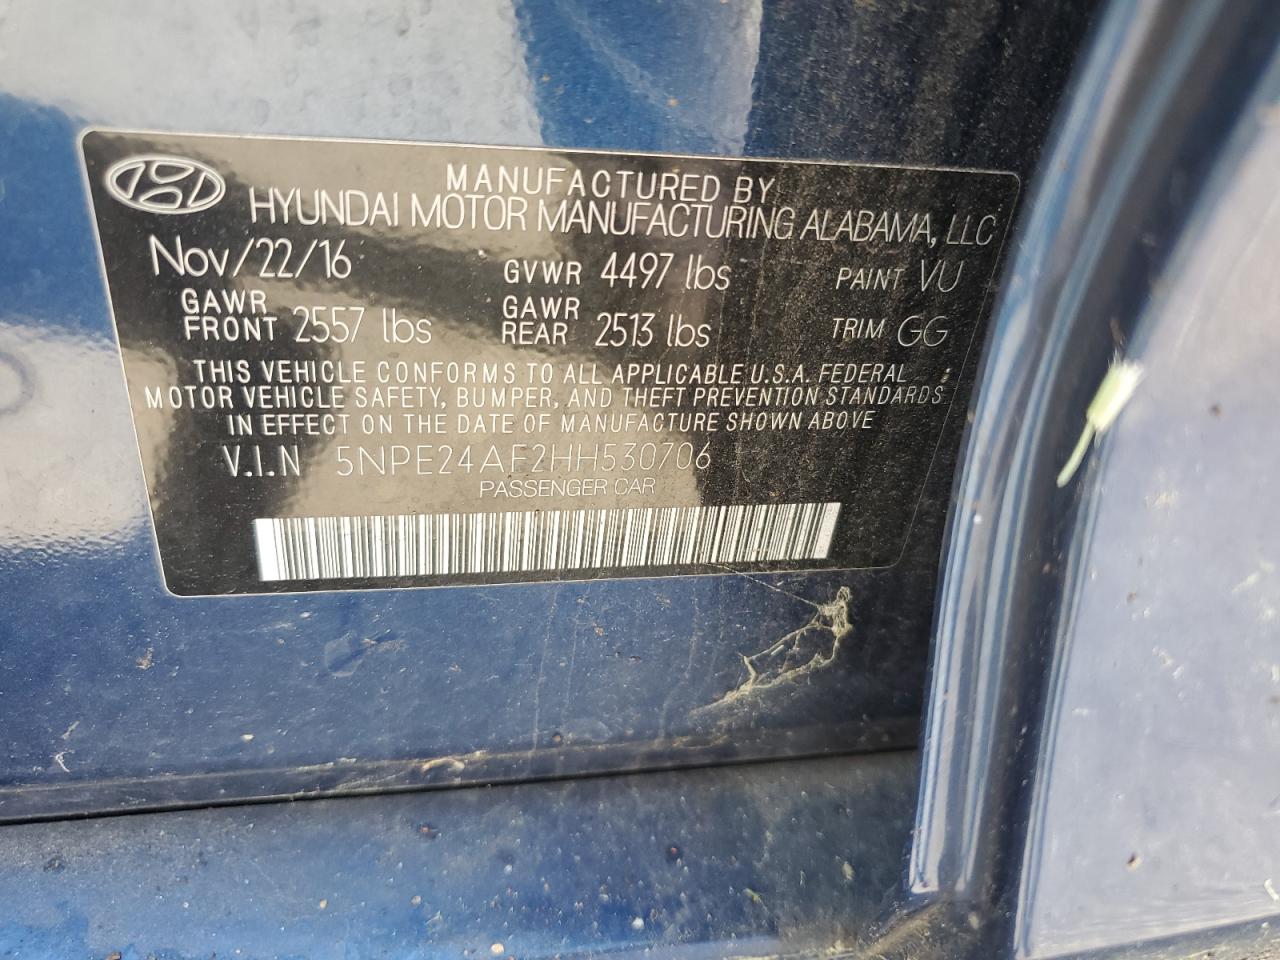 MANUFACTURED BY
HYUNDAI MOTOR MANUFACTURING ALABAMA, LLC
Nov/22/16 GVWR 4497 lbs PAINT VU
GAWR FRONT 2557 lbs GAWR REAR 2513 lbs TRIM GG
THIS VEHICLE CONFORMS TO ALL APPLICABLE U.S.A. FEDERAL
MOTOR VEHICLE SAFETY, BUMPER, AND THEFT PREVENTION STANDARDS
IN EFFECT ON THE DATE OF MANUFACTURE SHOWN ABOVE
V.I.N 5NPE24AF2HH530706
PASSENGER CAR